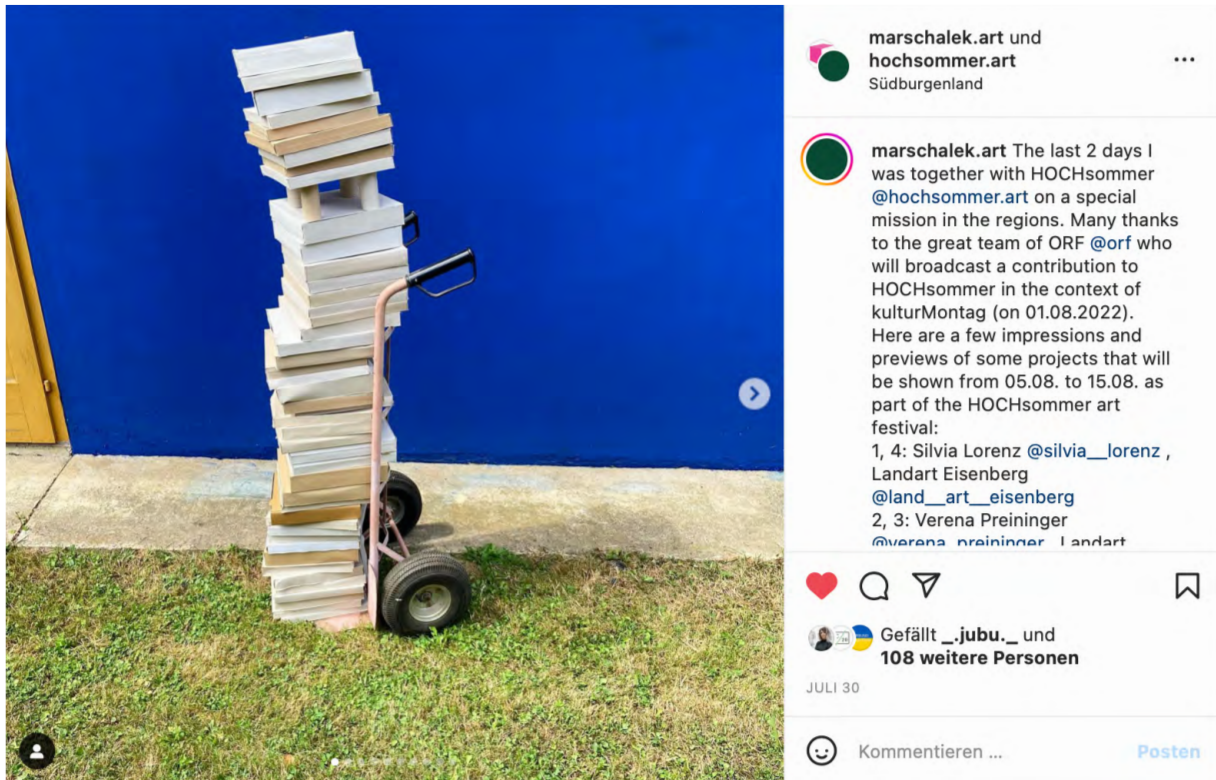 marschalek.art und
hochsommer.art
Südburgenland
marschalek.art The last 2 days I
was together with HOCHsommer
@hochsommer.art on a special
mission in the regions. Many thanks
to the great team of ORF @orf who
will broadcast a contribution to
HOCHsommer in the context of
kulturMontag (on 01.08.2022).
Here are a few impressions and
previews of some projects that will
be shown from 05.08. to 15.08. as
part of the HOCHsommer art
festival:
1, 4: Silvia Lorenz @silvia__lorenz ,
Landart Eisenberg
@land__art__eisenberg
2, 3: Verena Preininger
@verena_preininger , Landart
Gefällt _.jubu._ und
108 weitere Personen
JULI 30
Kommentieren ...
Posten